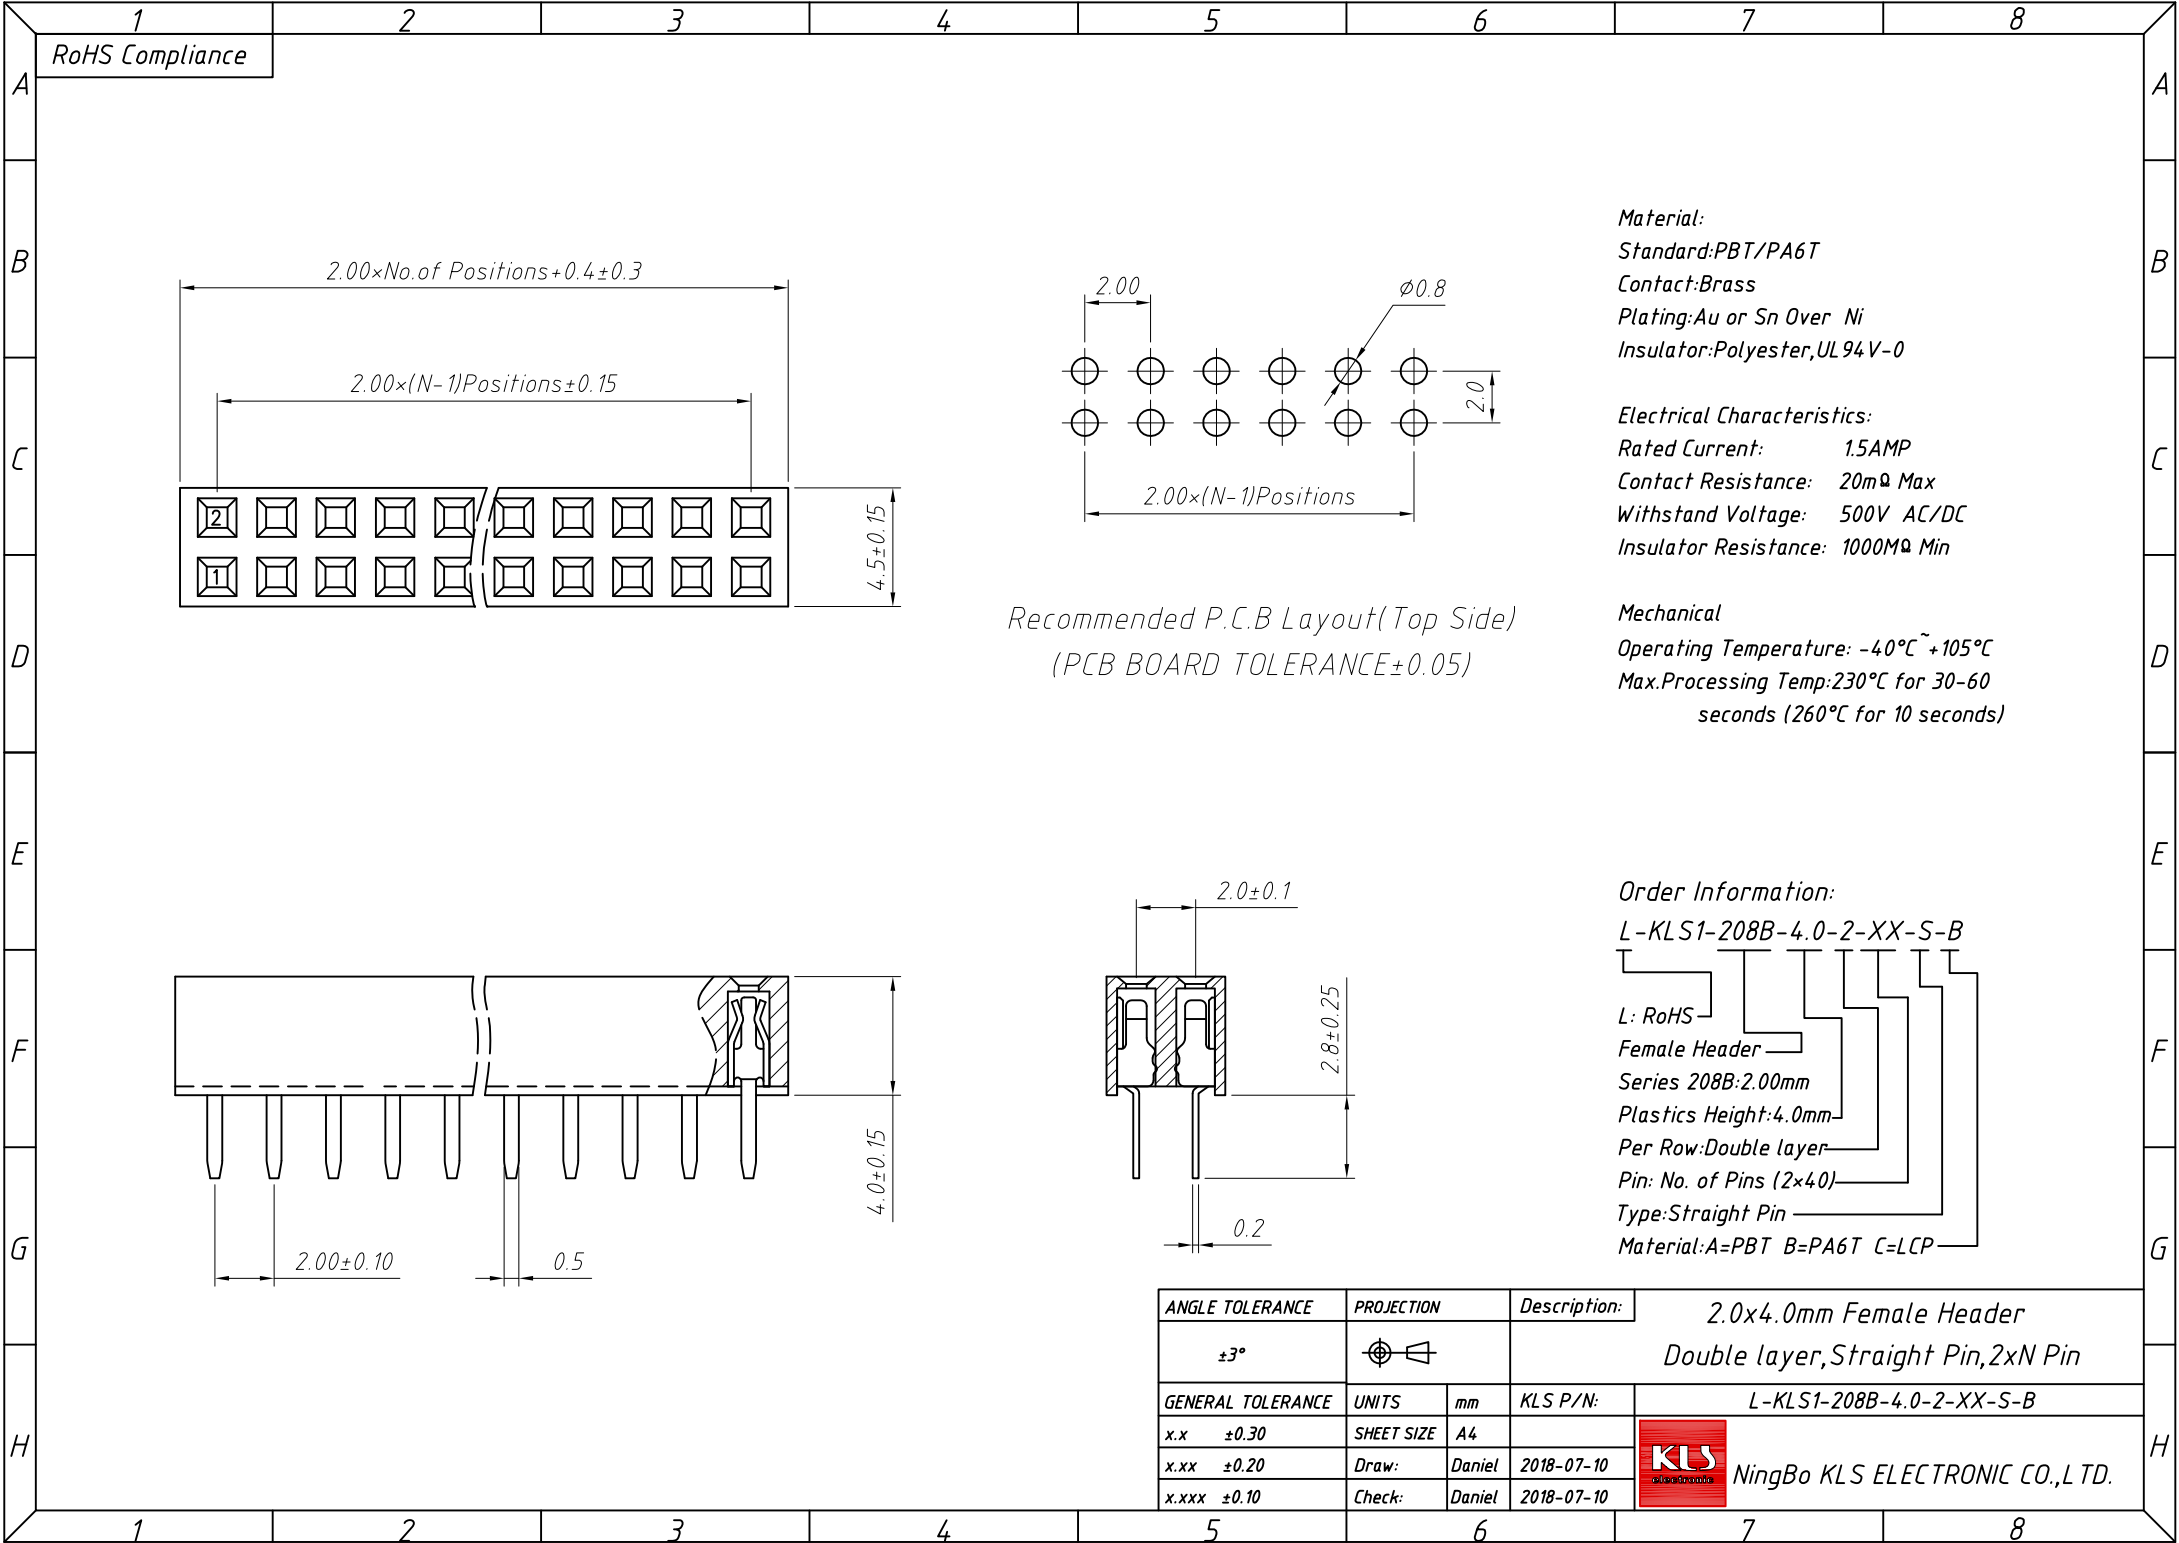 1 2 3 4 5 6 7 8
RoHS Compliance
A A
B B
C C
D D
E E
F F
G G
H H
2.00×No.of Positions+0.4±0.3
2.00×(N-1)Positions±0.15
2
1
4.5±0.15
2.00
Ø0.8
2.0
2.00×(N-1)Positions
Recommended P.C.B Layout(Top Side)
(PCB BOARD TOLERANCE±0.05)
Material:
Standard:PBT/PA6T
Contact:Brass
Plating:Au or Sn Over Ni
Insulator:Polyester,UL94V-0
Electrical Characteristics:
Rated Current: 1.5AMP
Contact Resistance: 20mΩ Max
Withstand Voltage: 500V AC/DC
Insulator Resistance: 1000MΩ Min
Mechanical
Operating Temperature: -40°C~+105°C
Max.Processing Temp:230°C for 30-60
seconds (260°C for 10 seconds)
4.0±0.15
2.00±0.10
0.5
2.0±0.1
2.8±0.25
0.2
Order Information:
L-KLS1-208B-4.0-2-XX-S-B
L: RoHS
Female Header
Series 208B:2.00mm
Plastics Height:4.0mm
Per Row:Double layer
Pin: No. of Pins (2×40)
Type:Straight Pin
Material:A=PBT B=PA6T C=LCP
ANGLE TOLERANCE PROJECTION Description: 2.0x4.0mm Female Header
±3° Double layer,Straight Pin,2xN Pin
GENERAL TOLERANCE UNITS mm KLS P/N: L-KLS1-208B-4.0-2-XX-S-B
x.x ±0.30 SHEET SIZE A4
x.xx ±0.20 Draw: Daniel 2018-07-10
x.xxx ±0.10 Check: Daniel 2018-07-10
KLS
electronic
NingBo KLS ELECTRONIC CO.,LTD.
1 2 3 4 5 6 7 8